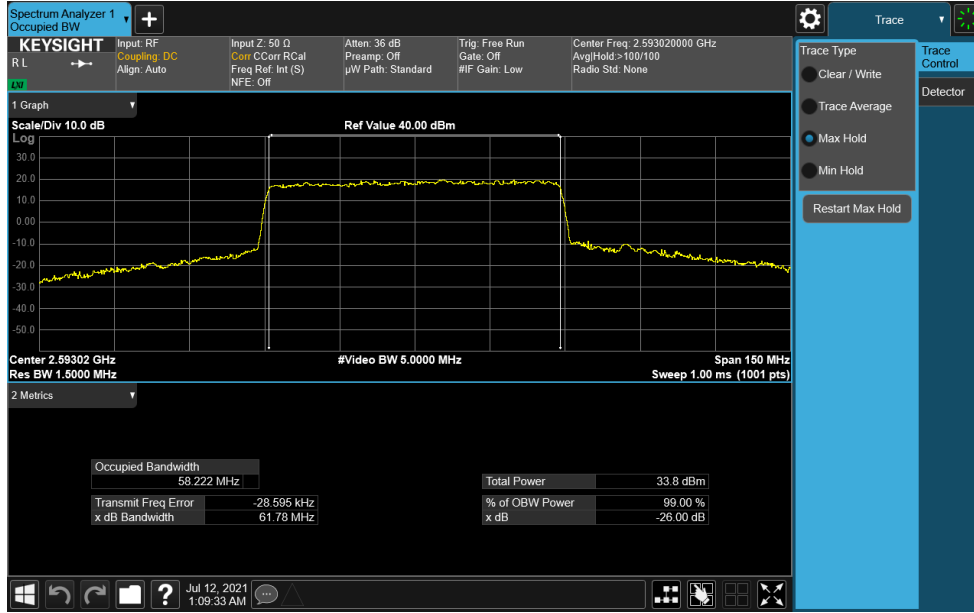 Spectrum Analyzer 1
Occupied BW
Trace
KEYSIGHT
R L
LXI
Input: RF
Coupling: DC
Align: Auto
Input Z: 50 Ω
Corr CCorr RCal
Freq Ref: Int (S)
NFE: Off
Atten: 36 dB
Preamp: Off
µW Path: Standard
Trig: Free Run
Gate: Off
#IF Gain: Low
Center Freq: 2.593020000 GHz
Avg|Hold:>100/100
Radio Std: None
Trace Type
Clear / Write
Trace Average
Max Hold
Min Hold
Restart Max Hold
Trace
Control
Detector
1 Graph
Scale/Div 10.0 dB
Ref Value 40.00 dBm
Log
30.0
20.0
10.0
0.00
-10.0
-20.0
-30.0
-40.0
-50.0
Center 2.59302 GHz
#Video BW 5.0000 MHz
Span 150 MHz
Res BW 1.5000 MHz
Sweep 1.00 ms (1001 pts)
2 Metrics
Occupied Bandwidth
58.222 MHz
Total Power 33.8 dBm
Transmit Freq Error -28.595 kHz
% of OBW Power 99.00 %
x dB Bandwidth 61.78 MHz
x dB -26.00 dB
?
Jul 12, 2021
1:09:33 AM